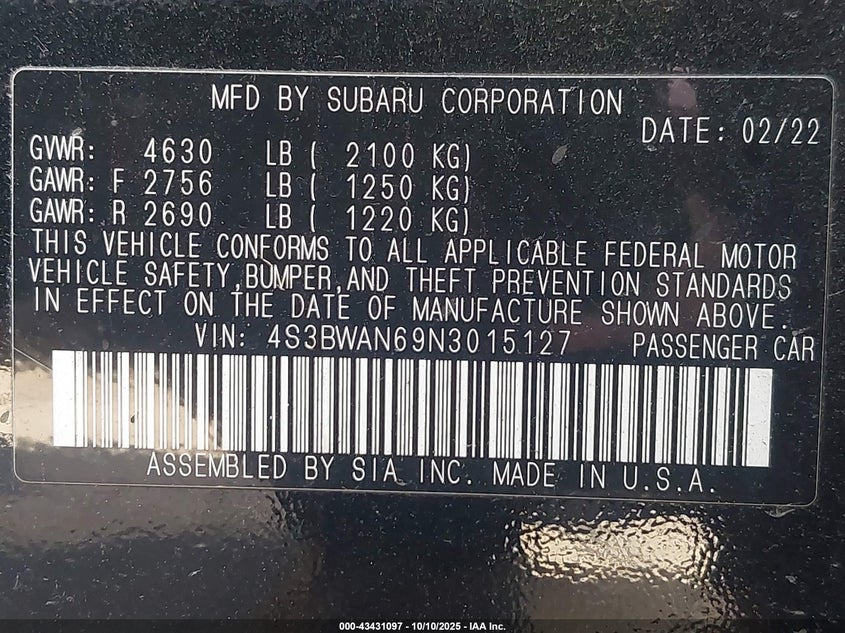 MFD BY SUBARU CORPORATION
DATE: 02/22
GVWR: 4630 LB ( 2100 KG)
GAWR: F 2756 LB ( 1250 KG)
GAWR: R 2690 LB ( 1220 KG)
THIS VEHICLE CONFORMS TO ALL APPLICABLE FEDERAL MOTOR
VEHICLE SAFETY,BUMPER,AND THEFT PREVENTION STANDARDS
IN EFFECT ON THE DATE OF MANUFACTURE SHOWN ABOVE.
VIN: 4S3BWAN69N3015127 PASSENGER CAR
ASSEMBLED BY SIA INC. MADE IN U.S.A.
000-43431097 - 10/10/2025 - IAA Inc.